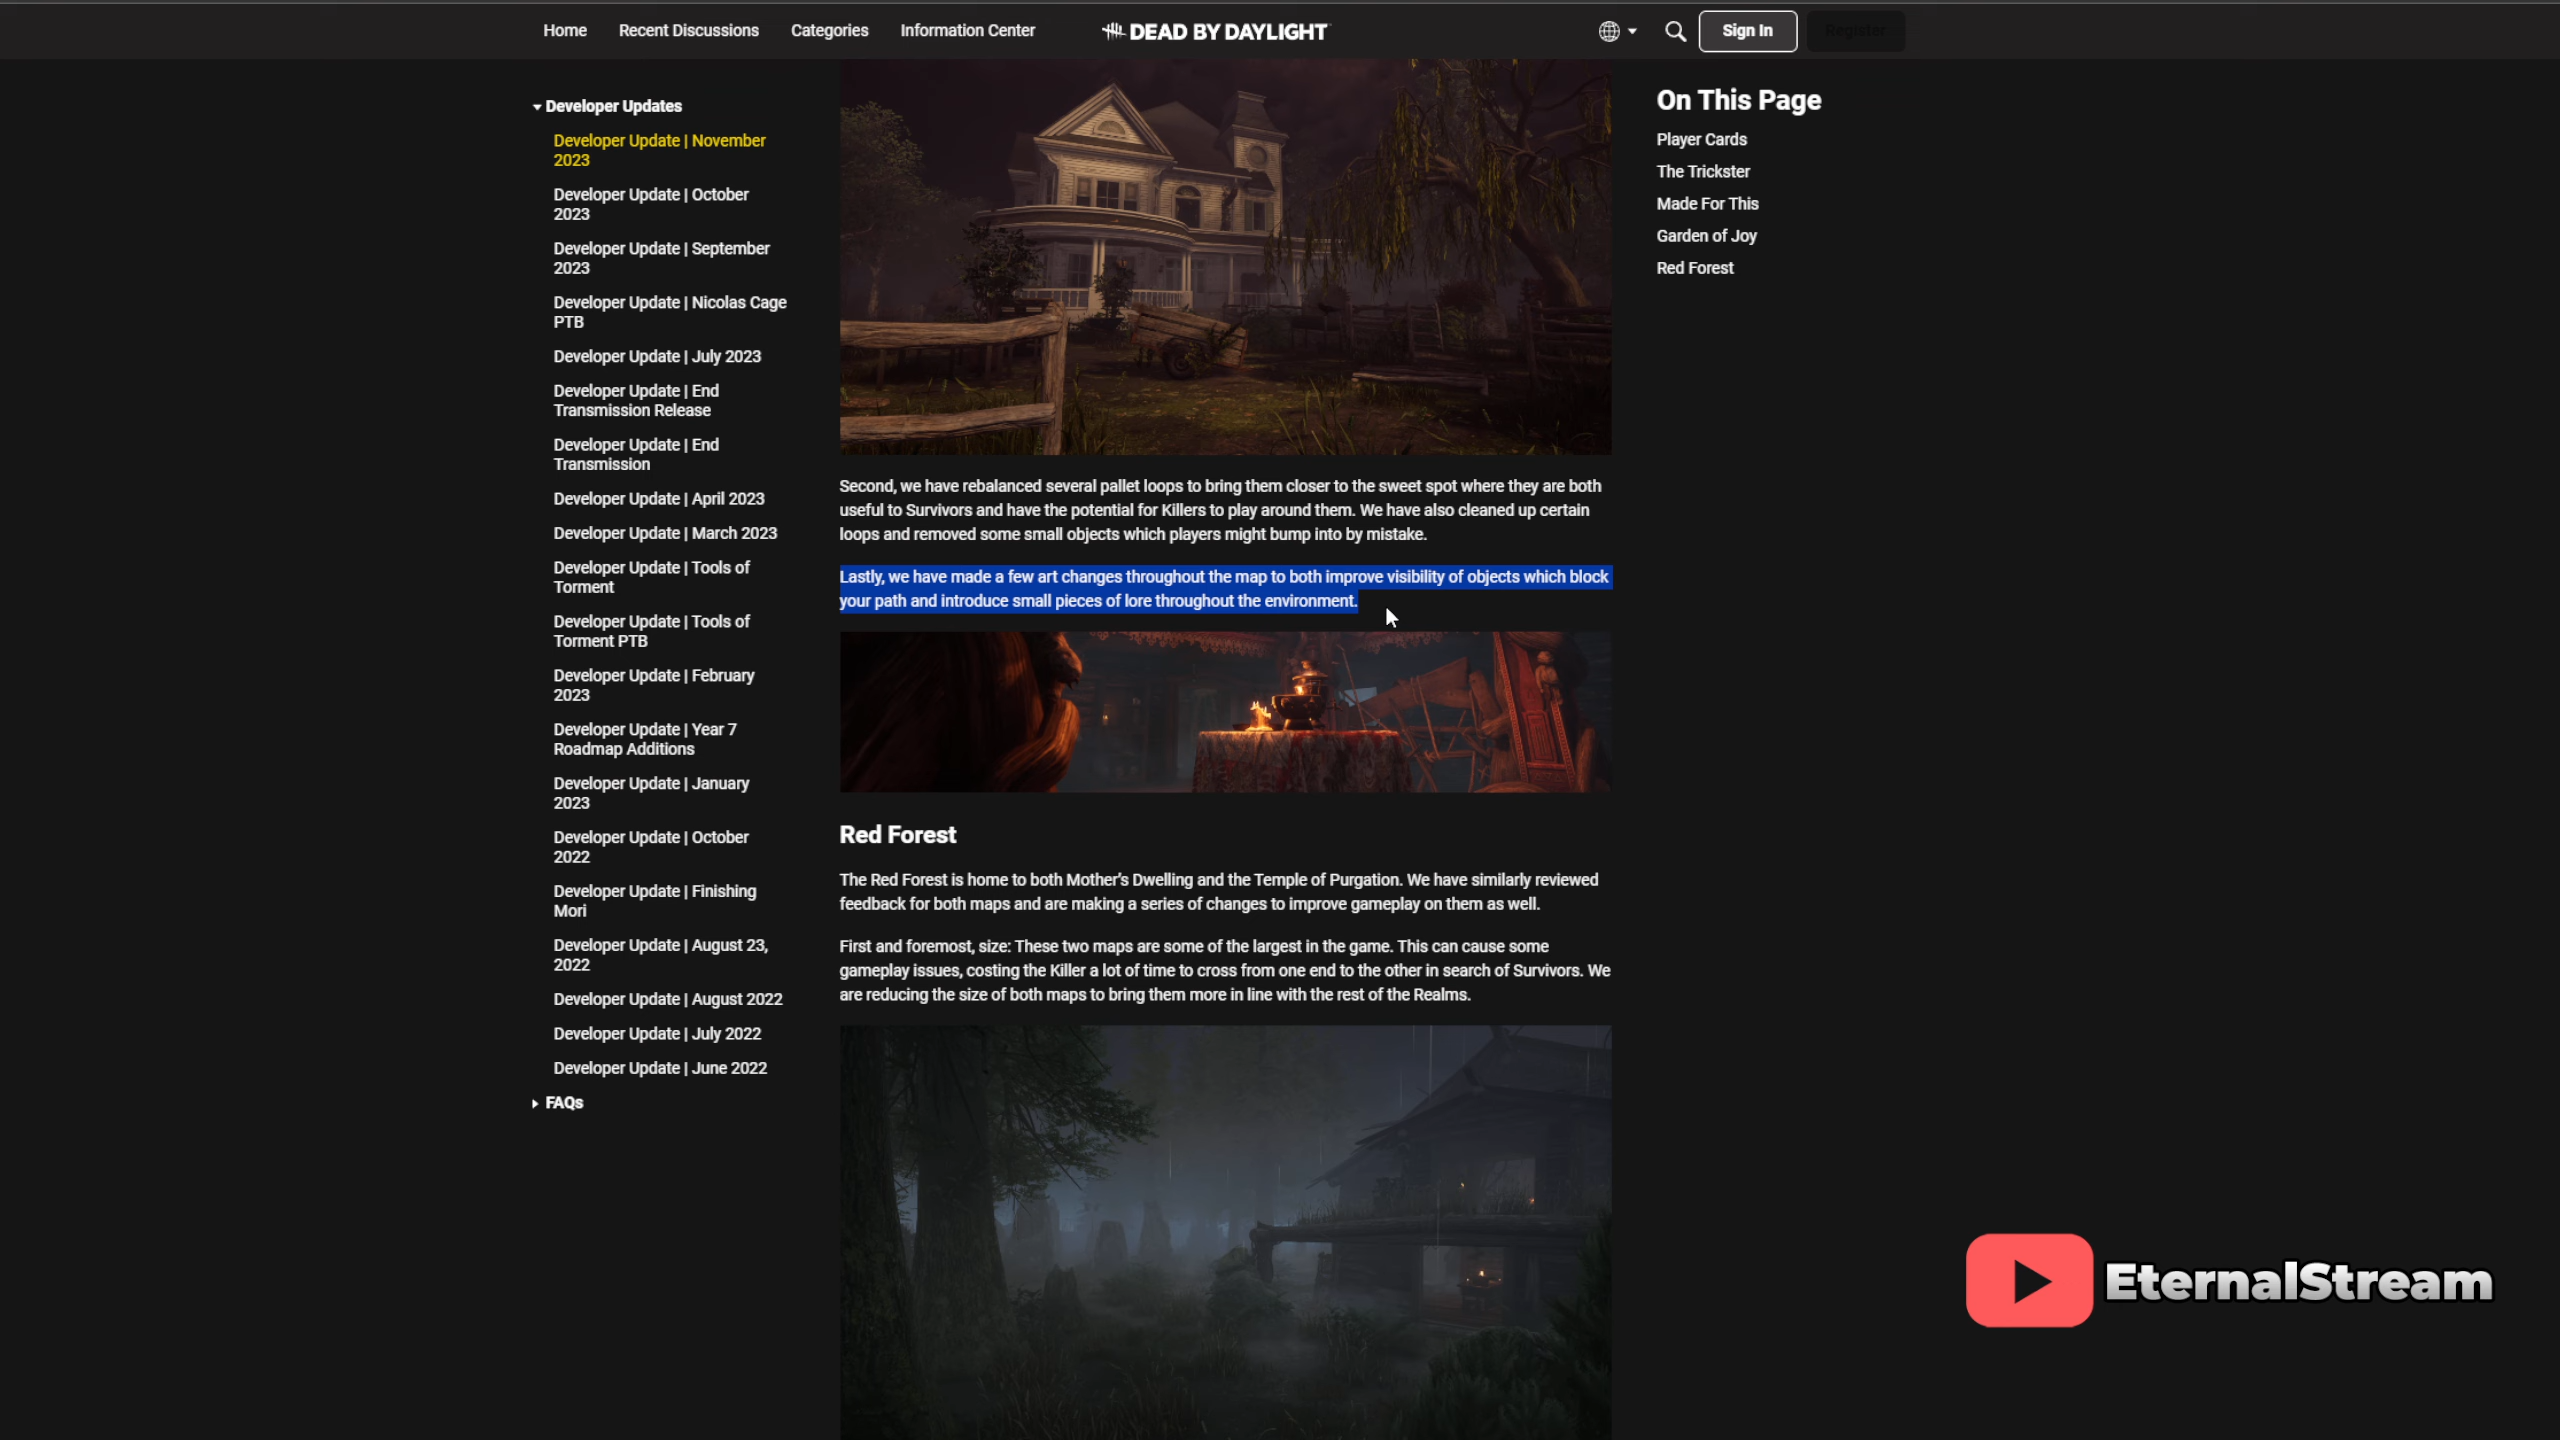 Home
Recent Discussions
Categories
Information Center
DEAD BY DAYLIGHT
Sign In
Register
Developer Updates
Developer Update | November
2023
Developer Update | October
2023
Developer Update | September
2023
Developer Update | Nicolas Cage
PTB
Developer Update | July 2023
Developer Update | End
Transmission Release
Developer Update | End
Transmission
Developer Update | April 2023
Developer Update | March 2023
Developer Update | Tools of
Torment
Developer Update | Tools of
Torment PTB
Developer Update | February
2023
Developer Update | Year 7
Roadmap Additions
Developer Update | January
2023
Developer Update | October
2022
Developer Update | Finishing
Mori
Developer Update | August 23,
2022
Developer Update | August 2022
Developer Update | July 2022
Developer Update | June 2022
FAQs
Second, we have rebalanced several pallet loops to bring them closer to the sweet spot where they are both
useful to Survivors and have the potential for Killers to play around them. We have also cleaned up certain
loops and removed some small objects which players might bump into by mistake.
Lastly, we have made a few art changes throughout the map to both improve visibility of objects which block
your path and introduce small pieces of lore throughout the environment.
Red Forest
The Red Forest is home to both Mother's Dwelling and the Temple of Purgation. We have similarly reviewed
feedback for both maps and are making a series of changes to improve gameplay on them as well.
First and foremost, size: These two maps are some of the largest in the game. This can cause some
gameplay issues, costing the Killer a lot of time to cross from one end to the other in search of Survivors. We
are reducing the size of both maps to bring them more in line with the rest of the Realms.
On This Page
Player Cards
The Trickster
Made For This
Garden of Joy
Red Forest
EternalStream